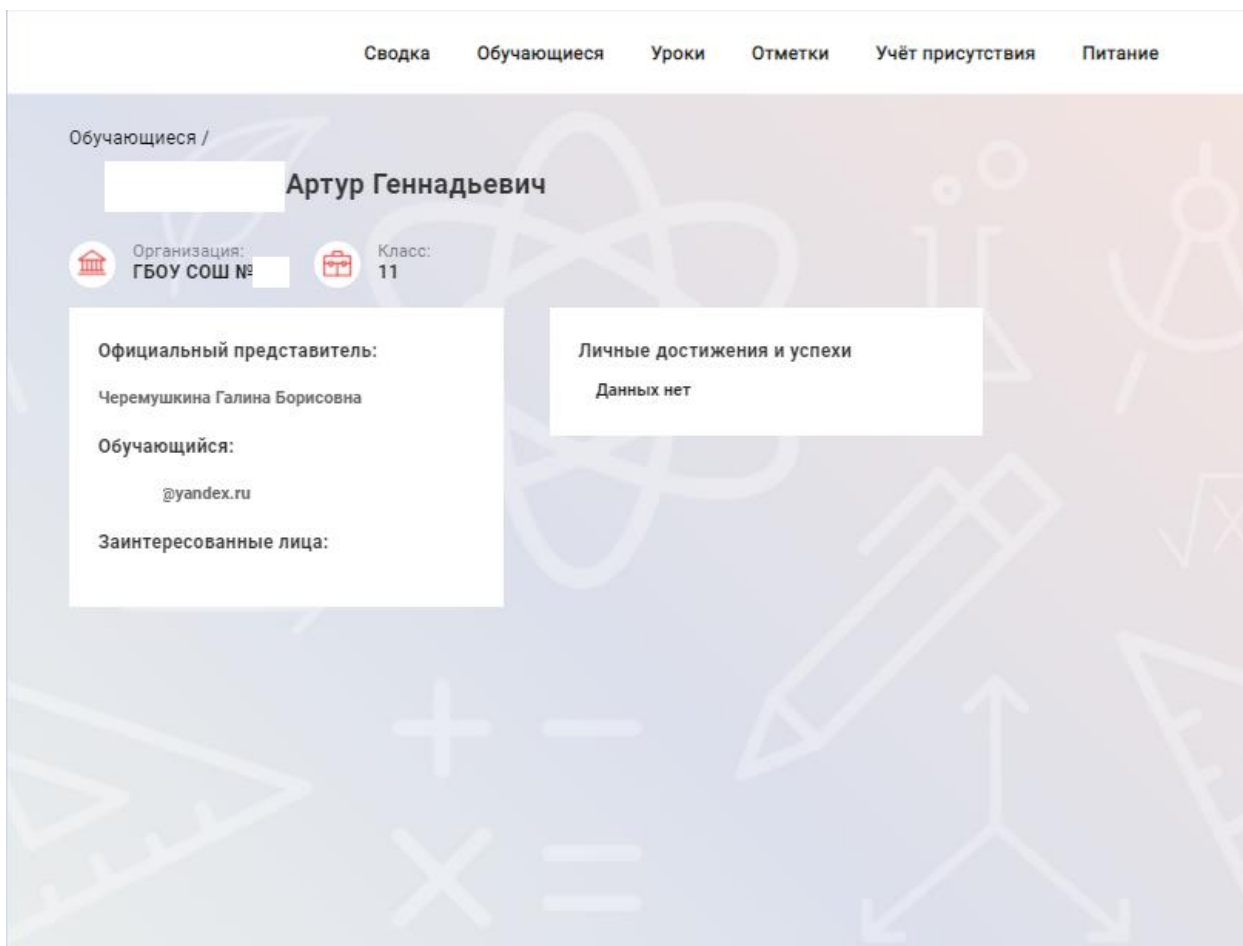 Сводка Обучающиеся Уроки Отметки Учёт присутствия Питание
Обучающиеся /
Артур Геннадьевич
Организация: Класс:
ГБОУ СОШ № 11
Официальный представитель:
Черемушкина Галина Борисовна
Обучающийся:
@yandex.ru
Заинтересованные лица:
Личные достижения и успехи
Данных нет